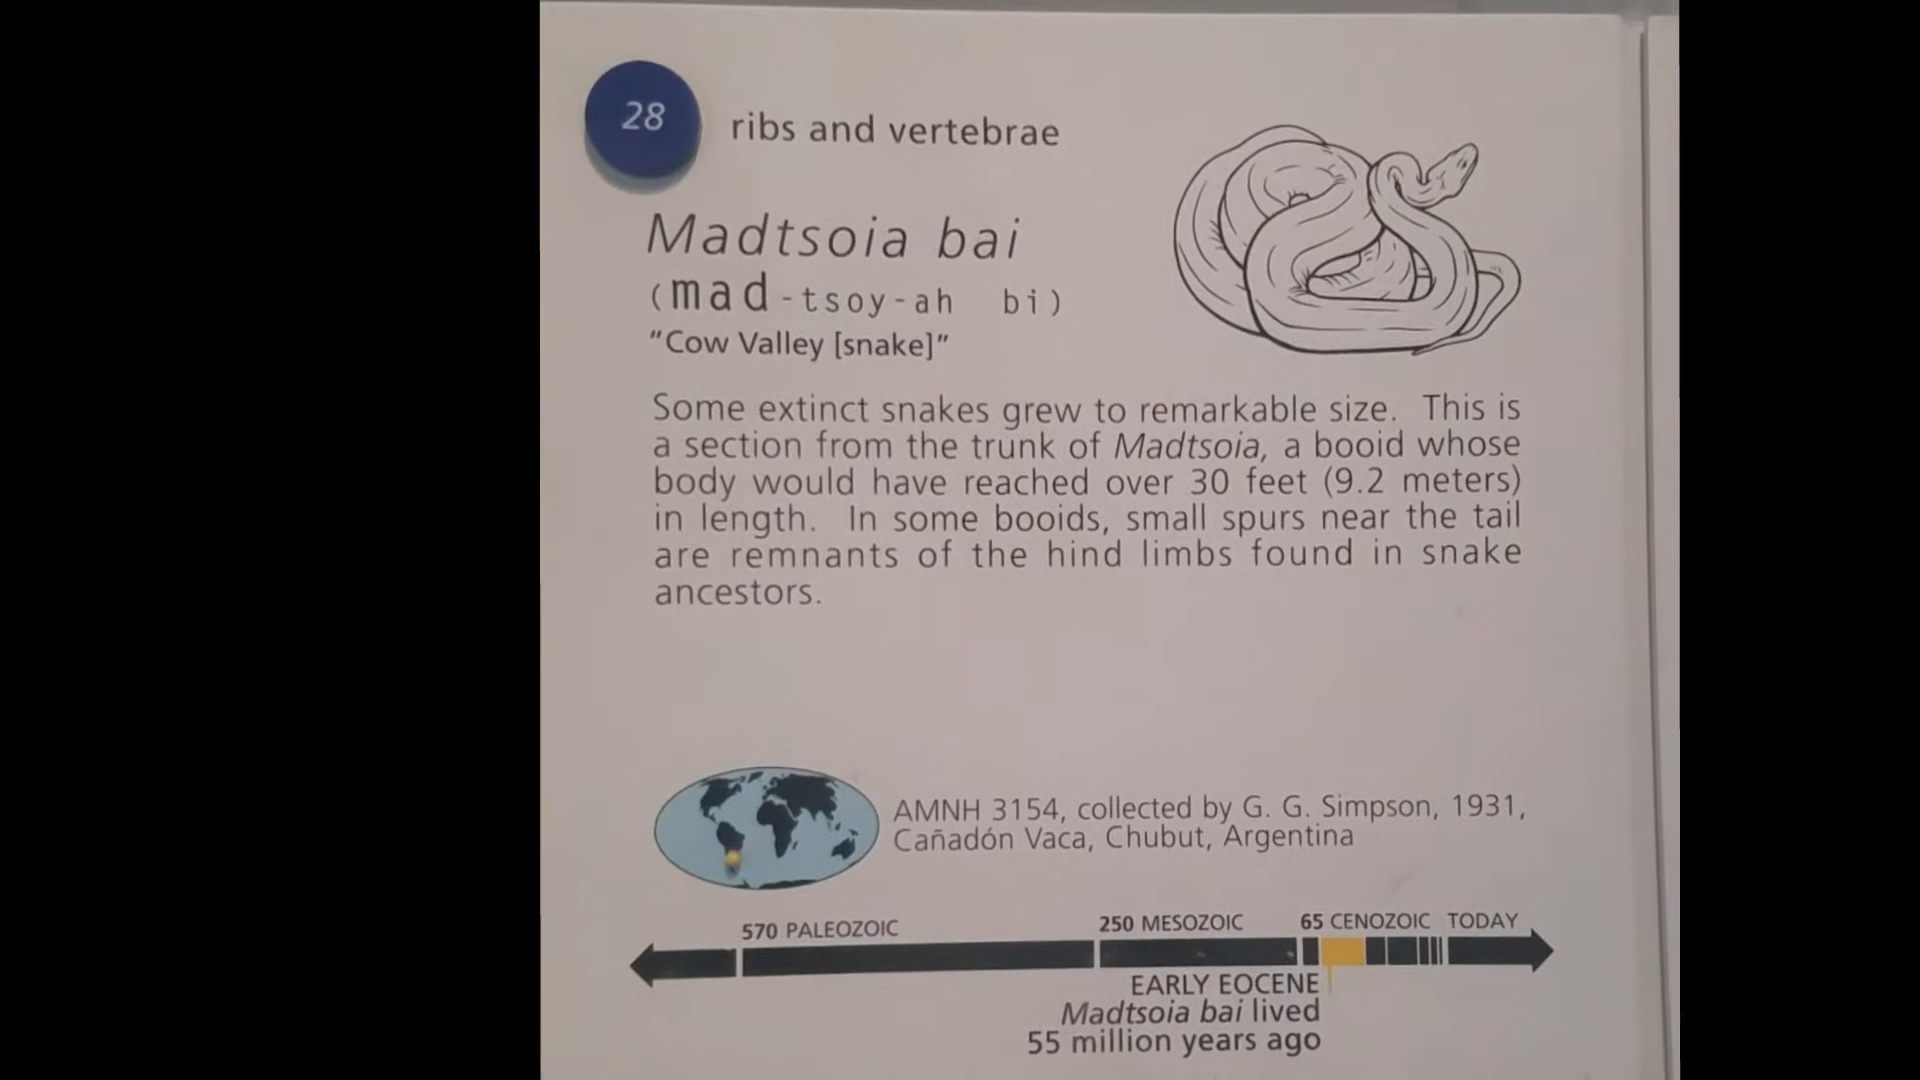 28
ribs and vertebrae
Madtsoia bai
(mad-tsoy-ah bi)
"Cow Valley [snake]"
Some extinct snakes grew to remarkable size. This is
a section from the trunk of Madtsoia, a booid whose
body would have reached over 30 feet (9.2 meters)
in length. In some booids, small spurs near the tail
are remnants of the hind limbs found in snake
ancestors.
AMNH 3154, collected by G. G. Simpson, 1931,
Cañadón Vaca, Chubut, Argentina
570 PALEOZOIC 250 MESOZOIC 65 CENOZOIC TODAY
EARLY EOCENE
Madtsoia bai lived
55 million years ago